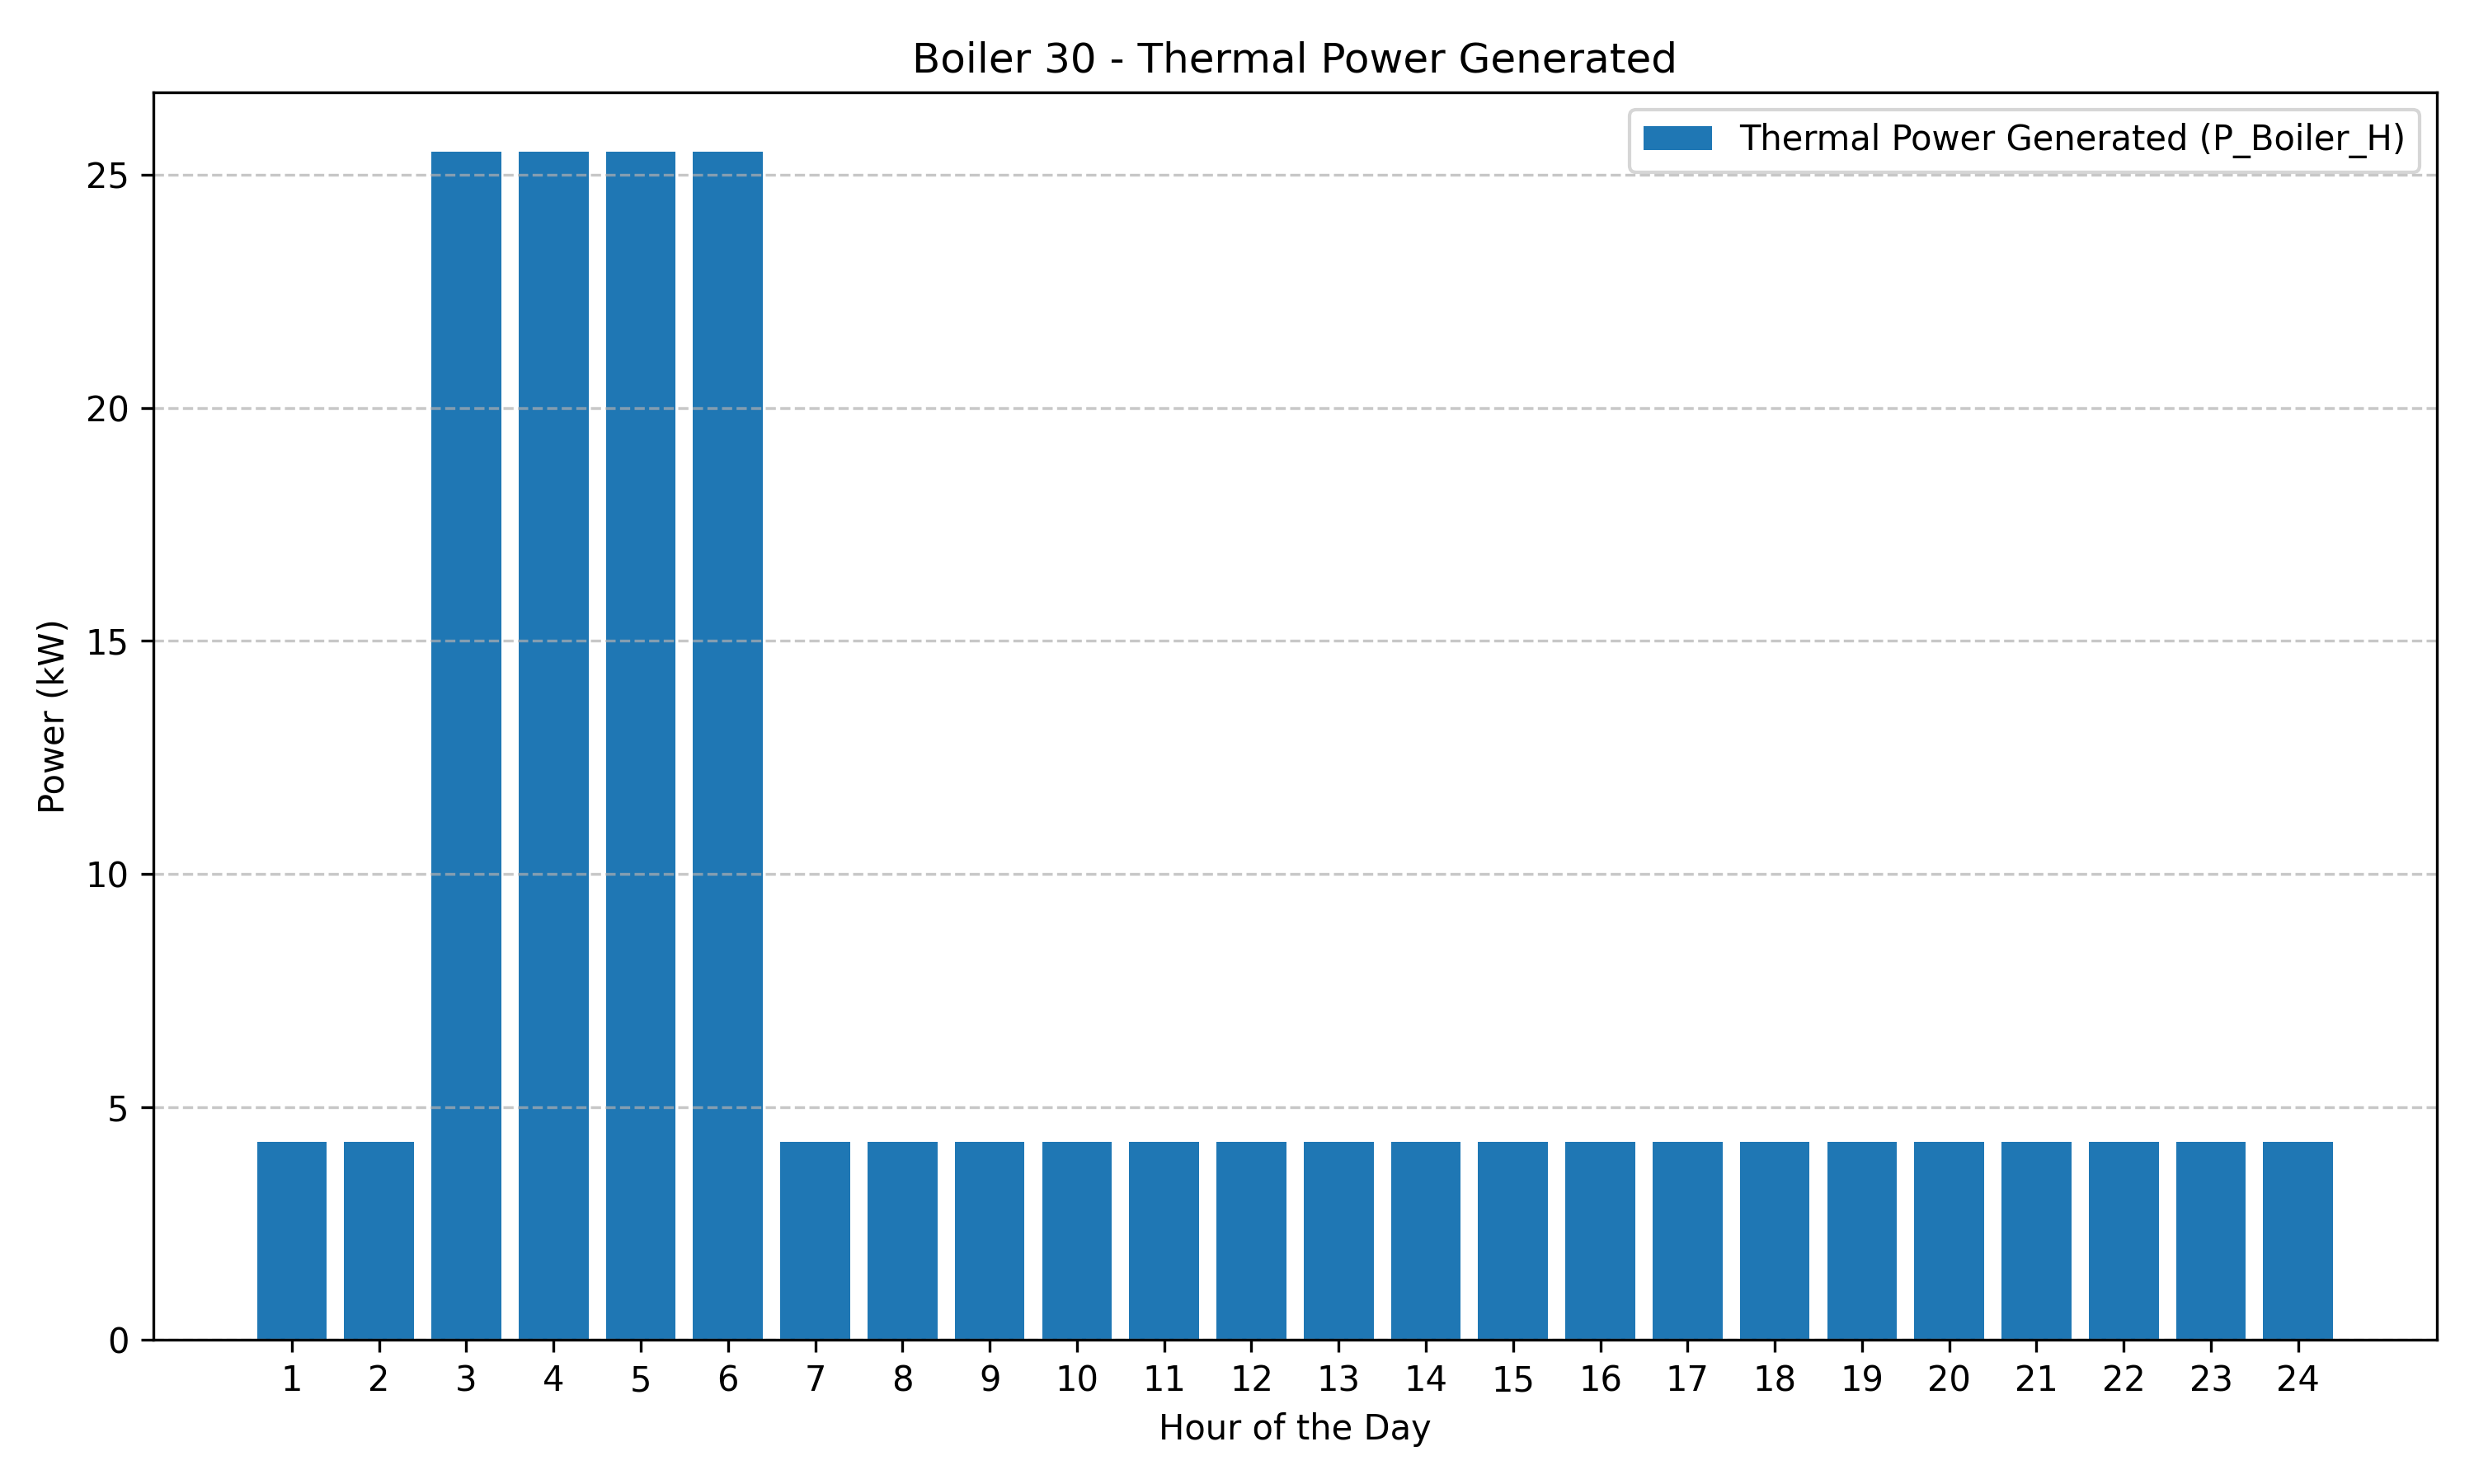 Boiler 30 - Thermal Power Generated
Thermal Power Generated (P_Boiler_H)
25
20
15
10
5
0
Power (kW)
1 2 3 4 5 6 7 8 9 10 11 12 13 14 15 16 17 18 19 20 21 22 23 24
Hour of the Day